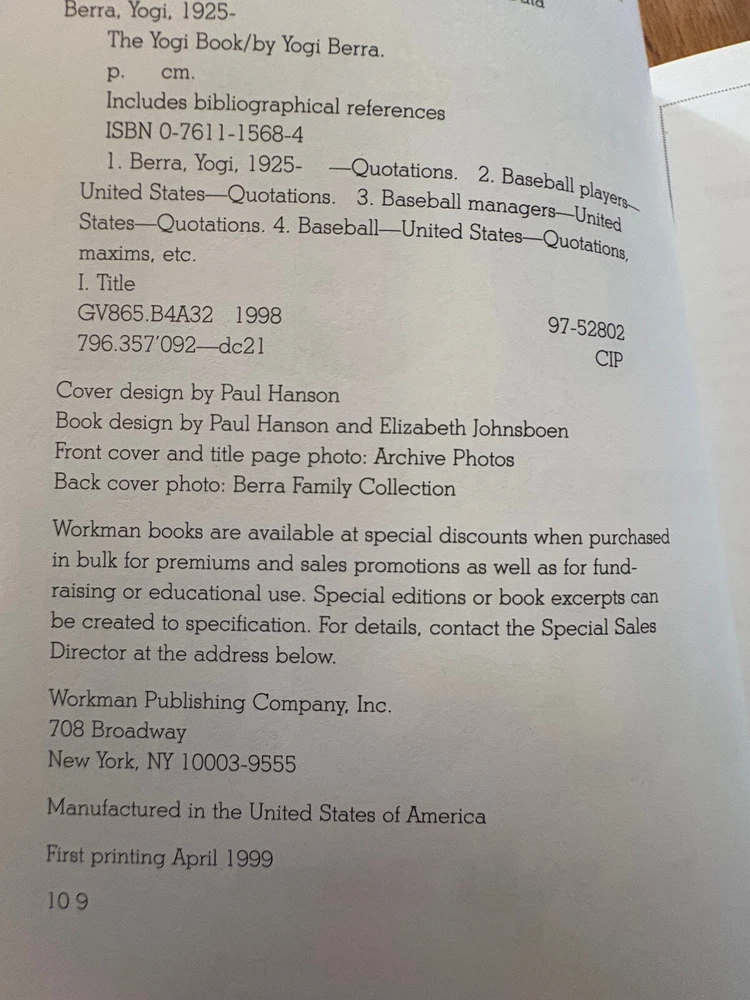 Berra, Yogi, 1925-
The Yogi Book/by Yogi Berra.
p. cm.
Includes bibliographical references
ISBN 0-7611-1568-4
1. Berra, Yogi, 1925- —Quotations. 2. Baseball players—
United States—Quotations. 3. Baseball managers—United
States—Quotations. 4. Baseball—United States—Quotations,
maxims, etc.
I. Title
GV865.B4A32 1998 97-52802
796.357′092—dc21 CIP
Cover design by Paul Hanson
Book design by Paul Hanson and Elizabeth Johnsboen
Front cover and title page photo: Archive Photos
Back cover photo: Berra Family Collection
Workman books are available at special discounts when purchased
in bulk for premiums and sales promotions as well as for fund-
raising or educational use. Special editions or book excerpts can
be created to specification. For details, contact the Special Sales
Director at the address below.
Workman Publishing Company, Inc.
708 Broadway
New York, NY 10003-9555
Manufactured in the United States of America
First printing April 1999
10 9